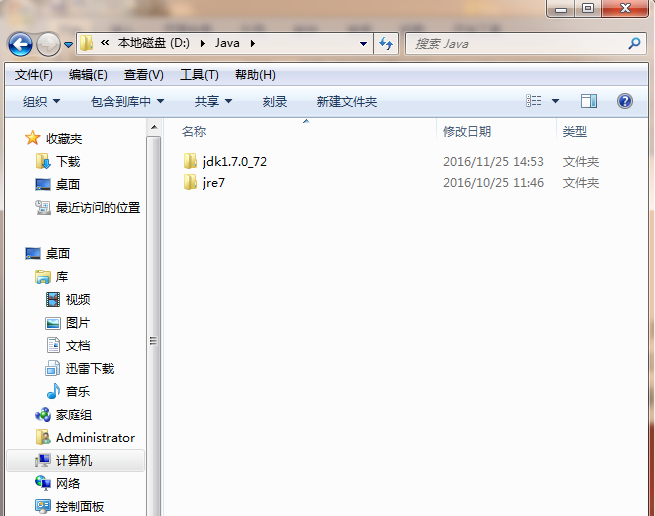 « 本地磁盘 (D:) ▸ Java ▸
搜索 Java
文件(F) 编辑(E) 查看(V) 工具(T) 帮助(H)
组织 包含到库中 共享 刻录 新建文件夹
名称 修改日期 类型
jdk1.7.0_72 2016/11/25 14:53 文件夹
jre7 2016/10/25 11:46 文件夹
收藏夹
下载
桌面
最近访问的位置
桌面
库
视频
图片
文档
迅雷下载
音乐
家庭组
Administrator
计算机
网络
控制面板